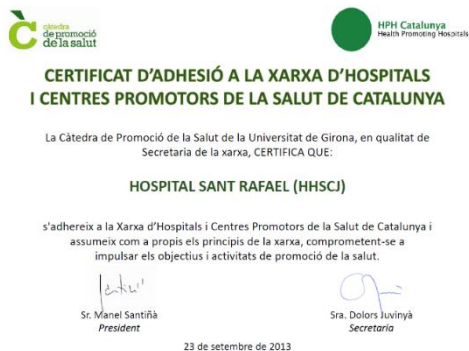 càtedra
de promoció
de la salut
HPH Catalunya
Health Promoting Hospitals
CERTIFICAT D'ADHESIÓ A LA XARXA D'HOSPITALS
I CENTRES PROMOTORS DE LA SALUT DE CATALUNYA
La Càtedra de Promoció de la Salut de la Universitat de Girona, en qualitat de
Secretaria de la xarxa, CERTIFICA QUE:
HOSPITAL SANT RAFAEL (HHSCJ)
s'adhereix a la Xarxa d'Hospitals i Centres Promotors de la Salut de Catalunya i
assumeix com a propis els principis de la xarxa, comprometent-se a
impulsar els objectius i activitats de promoció de la salut.
Sr. Manel Santiñà
Sra. Dolors Juvinyà
President
Secretaria
23 de setembre de 2013